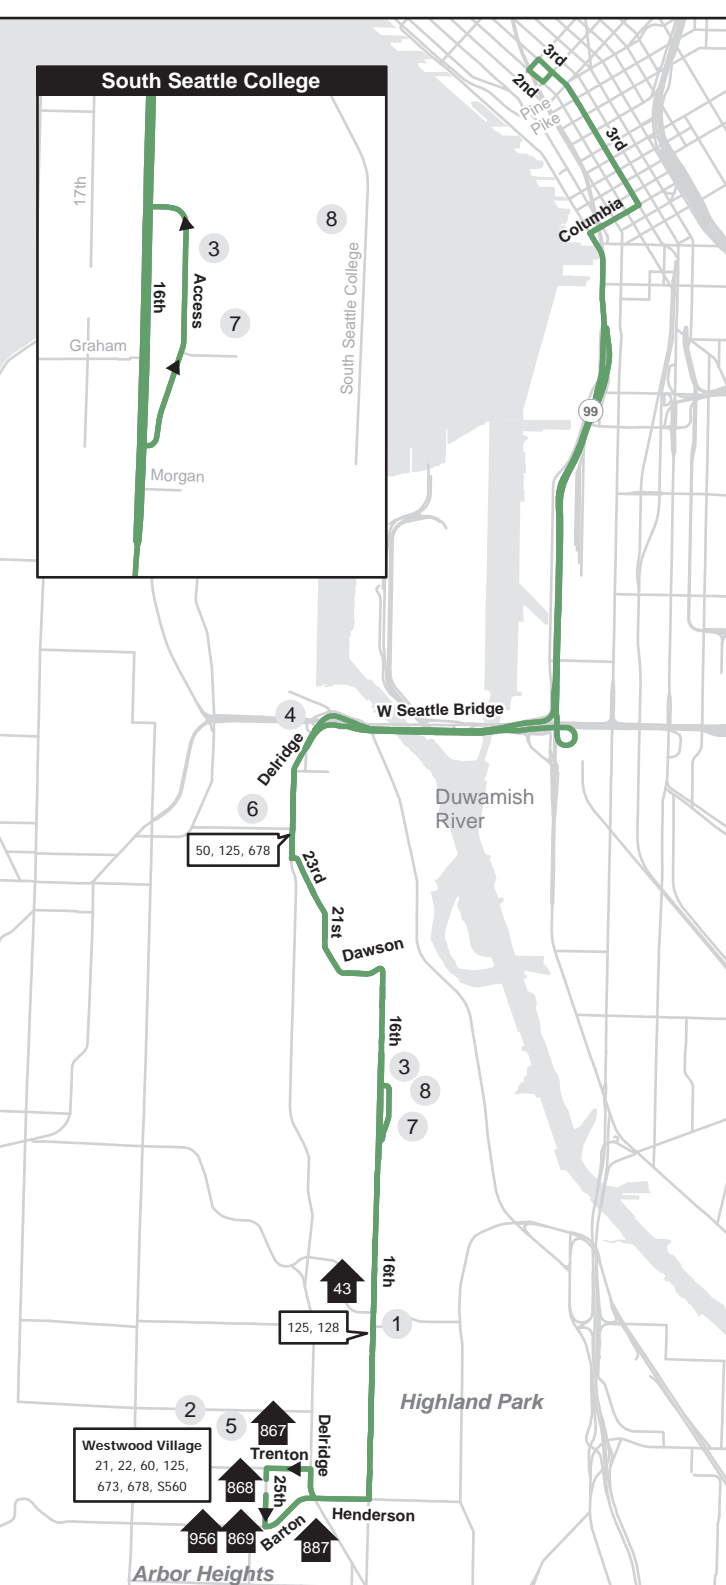 3rd
2nd
Pine
Pike
3rd
Columbia
South Seattle College
17th
16th
Access
3
7
8
South Seattle College
Graham
Morgan
99
4
W Seattle Bridge
Delridge
Duwamish
River
6
50, 125, 678
23rd
21st
Dawson
16th
3
8
7
16th
43
125, 128
1
Highland Park
2
5
867
Westwood Village
21, 22, 60, 125,
673, 678, S560
Trenton
Delridge
868
25th
Henderson
956
869
Barton
887
Arbor Heights